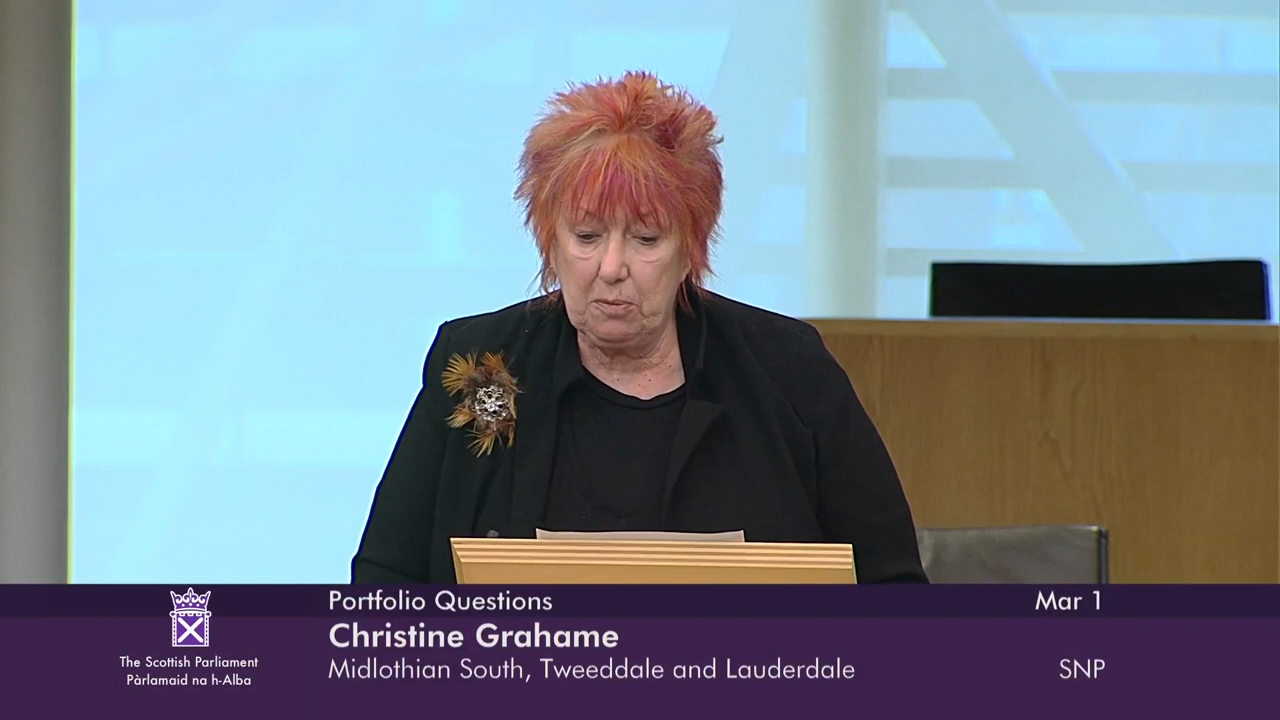 Portfolio Questions
Mar 1
Christine Grahame
Midlothian South, Tweeddale and Lauderdale
SNP
The Scottish Parliament
Pàrlamaid na h-Alba